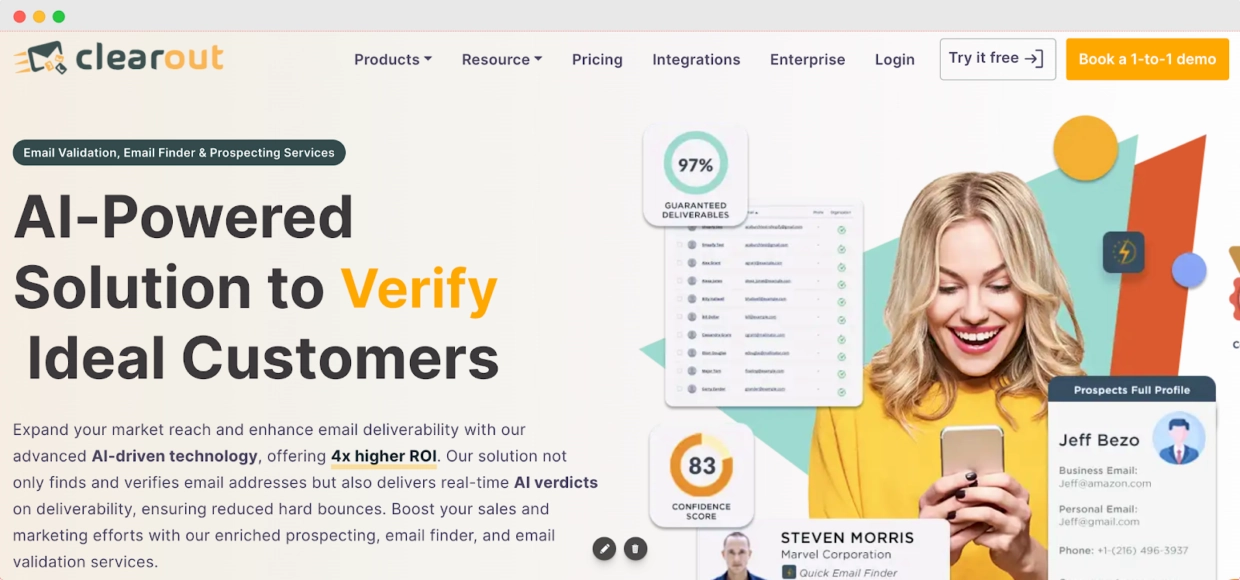 clearout
Products
Resource
Pricing
Integrations
Enterprise
Login
Try it free
Book a 1-to-1 demo
Email Validation, Email Finder & Prospecting Services
AI-Powered
Solution to Verify
Ideal Customers
Expand your market reach and enhance email deliverability with our
advanced AI-driven technology, offering 4x higher ROI. Our solution not
only finds and verifies email addresses but also delivers real-time AI verdicts
on deliverability, ensuring reduced hard bounces. Boost your sales and
marketing efforts with our enriched prospecting, email finder, and email
validation services.
97%
GUARANTEED
DELIVERABLES
83
CONFIDENCE
SCORE
STEVEN MORRIS
Marvel Corporation
Quick Email Finder
Prospects Full Profile
Jeff Bezo
Business Email:
Jeff@amazon.com
Personal Email:
Jeff@gmail.com
Phone: +1-(216) 496-3937